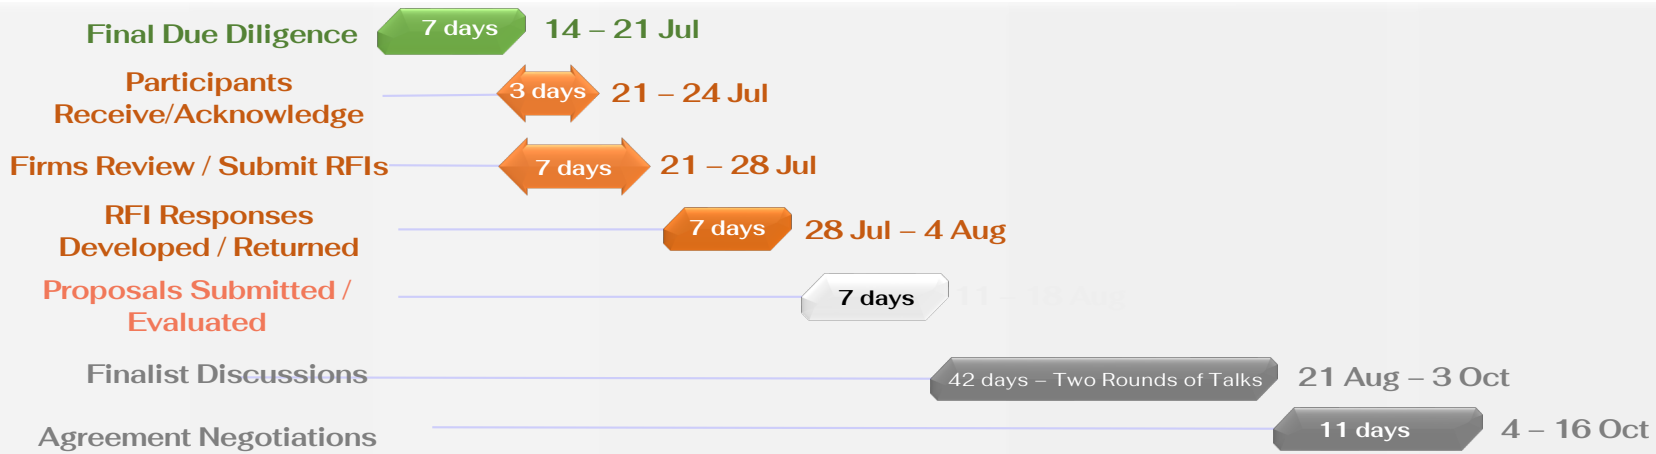 Final Due Diligence 7 days 14 – 21 Jul
Participants
Receive/Acknowledge
3 days 21 – 24 Jul
Firms Review / Submit RFIs 7 days 21 – 28 Jul
RFI Responses
Developed / Returned
7 days 28 Jul – 4 Aug
Proposals Submitted /
Evaluated
7 days 11 – 18 Aug
Finalist Discussions 42 days – Two Rounds of Talks 21 Aug – 3 Oct
Agreement Negotiations 11 days 4 – 16 Oct